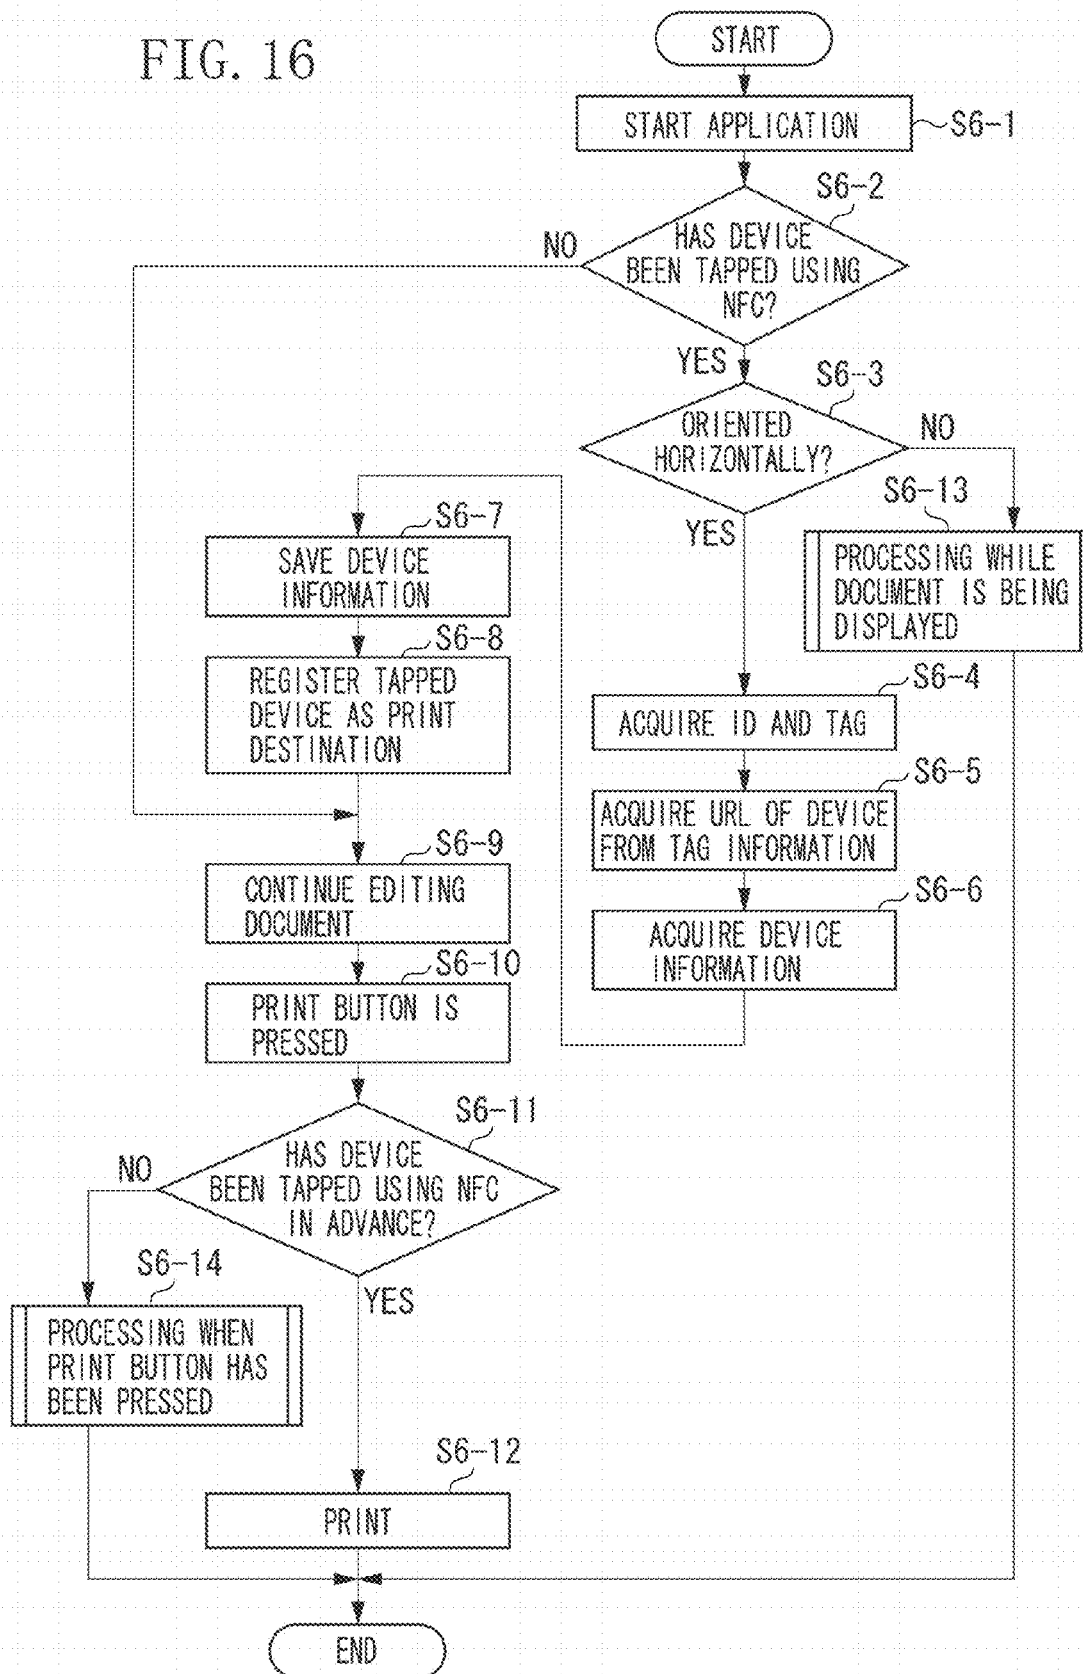 FIG. 16
START
START APPLICATION
S6-1
S6-2
HAS DEVICE
BEEN TAPPED USING
NFC?
NO
YES
S6-3
ORIENTED
HORIZONTALLY?
NO
YES
S6-13
PROCESSING WHILE
DOCUMENT IS BEING
DISPLAYED
S6-4
ACQUIRE ID AND TAG
S6-5
ACQUIRE URL OF DEVICE
FROM TAG INFORMATION
S6-6
ACQUIRE DEVICE
INFORMATION
S6-7
SAVE DEVICE
INFORMATION
S6-8
REGISTER TAPPED
DEVICE AS PRINT
DESTINATION
S6-9
CONTINUE EDITING
DOCUMENT
S6-10
PRINT BUTTON IS
PRESSED
S6-11
HAS DEVICE
BEEN TAPPED USING NFC
IN ADVANCE?
NO
YES
S6-14
PROCESSING WHEN
PRINT BUTTON HAS
BEEN PRESSED
S6-12
PRINT
END